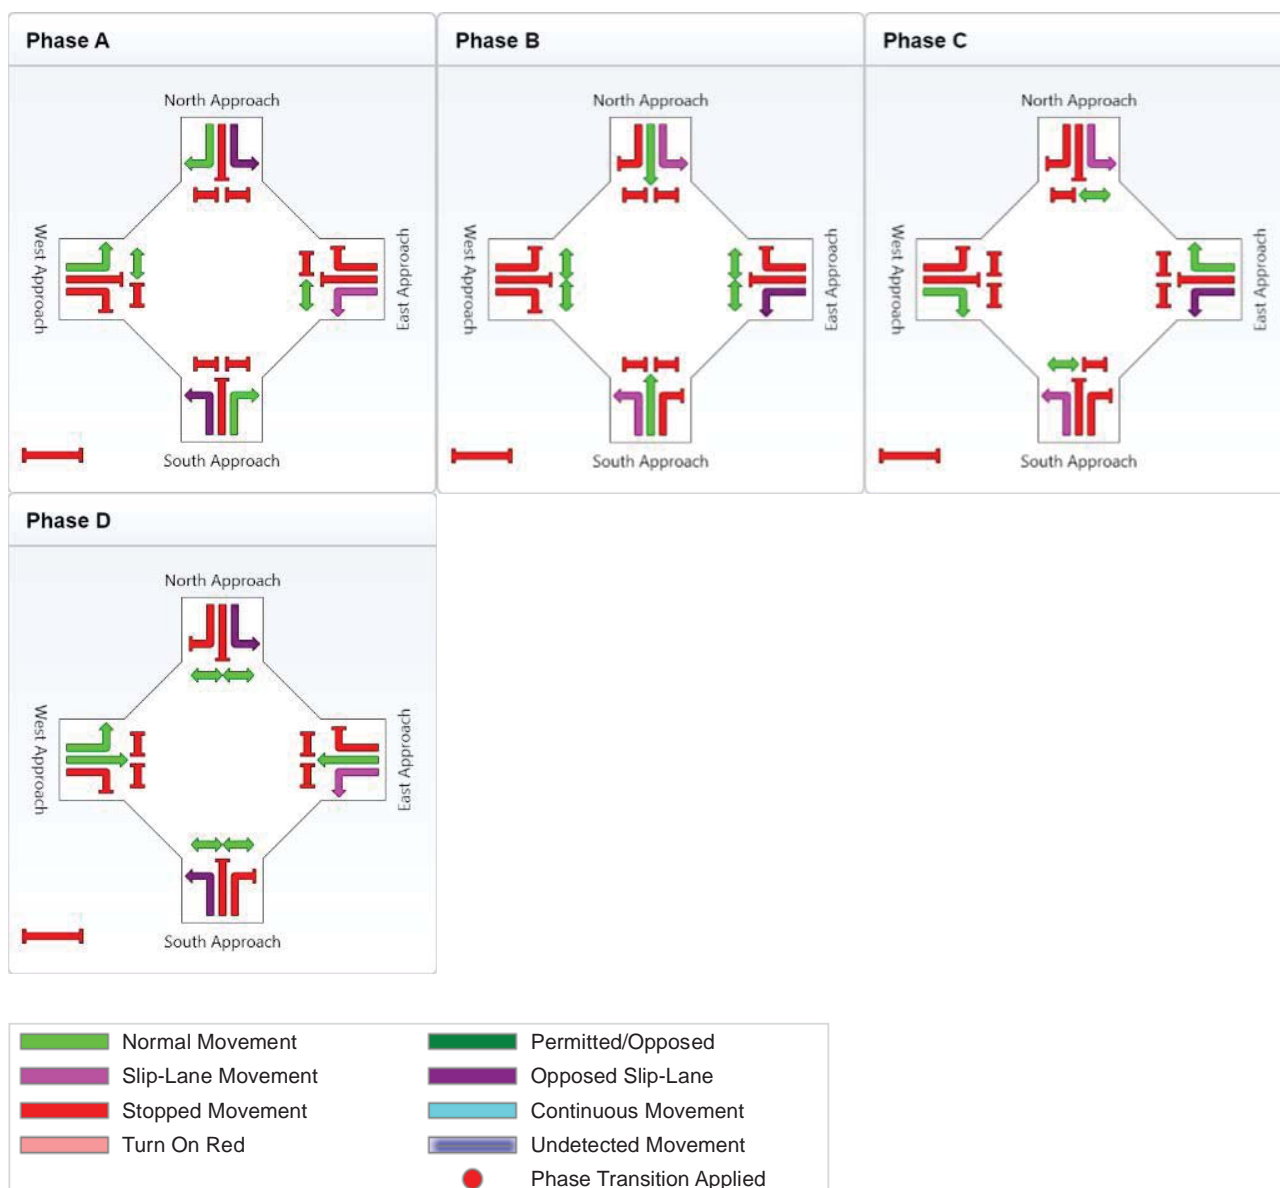 Phase A
Phase B
Phase C
North Approach
North Approach
North Approach
West Approach
East Approach
West Approach
East Approach
West Approach
East Approach
South Approach
South Approach
South Approach
Phase D
North Approach
West Approach
East Approach
South Approach
Normal Movement
Permitted/Opposed
Slip-Lane Movement
Opposed Slip-Lane
Stopped Movement
Continuous Movement
Turn On Red
Undetected Movement
Phase Transition Applied